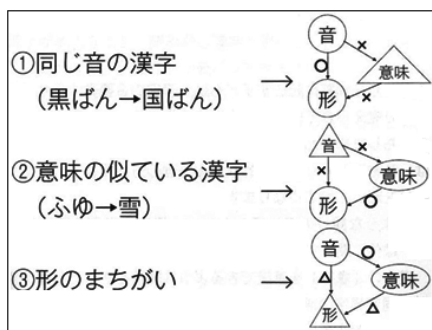 音
①同じ音の漢字
× 
○
意味
(黒ばん→国ばん)
→
形
×
音
×
②意味の似ている漢字
×
意味
(ふゆ→雪)
→
形
○
音
○
③形のまちがい
→
△
意味
形
△